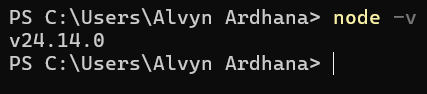 PS C:\Users\Alvyn Ardhana> node -v
v24.14.0
PS C:\Users\Alvyn Ardhana>